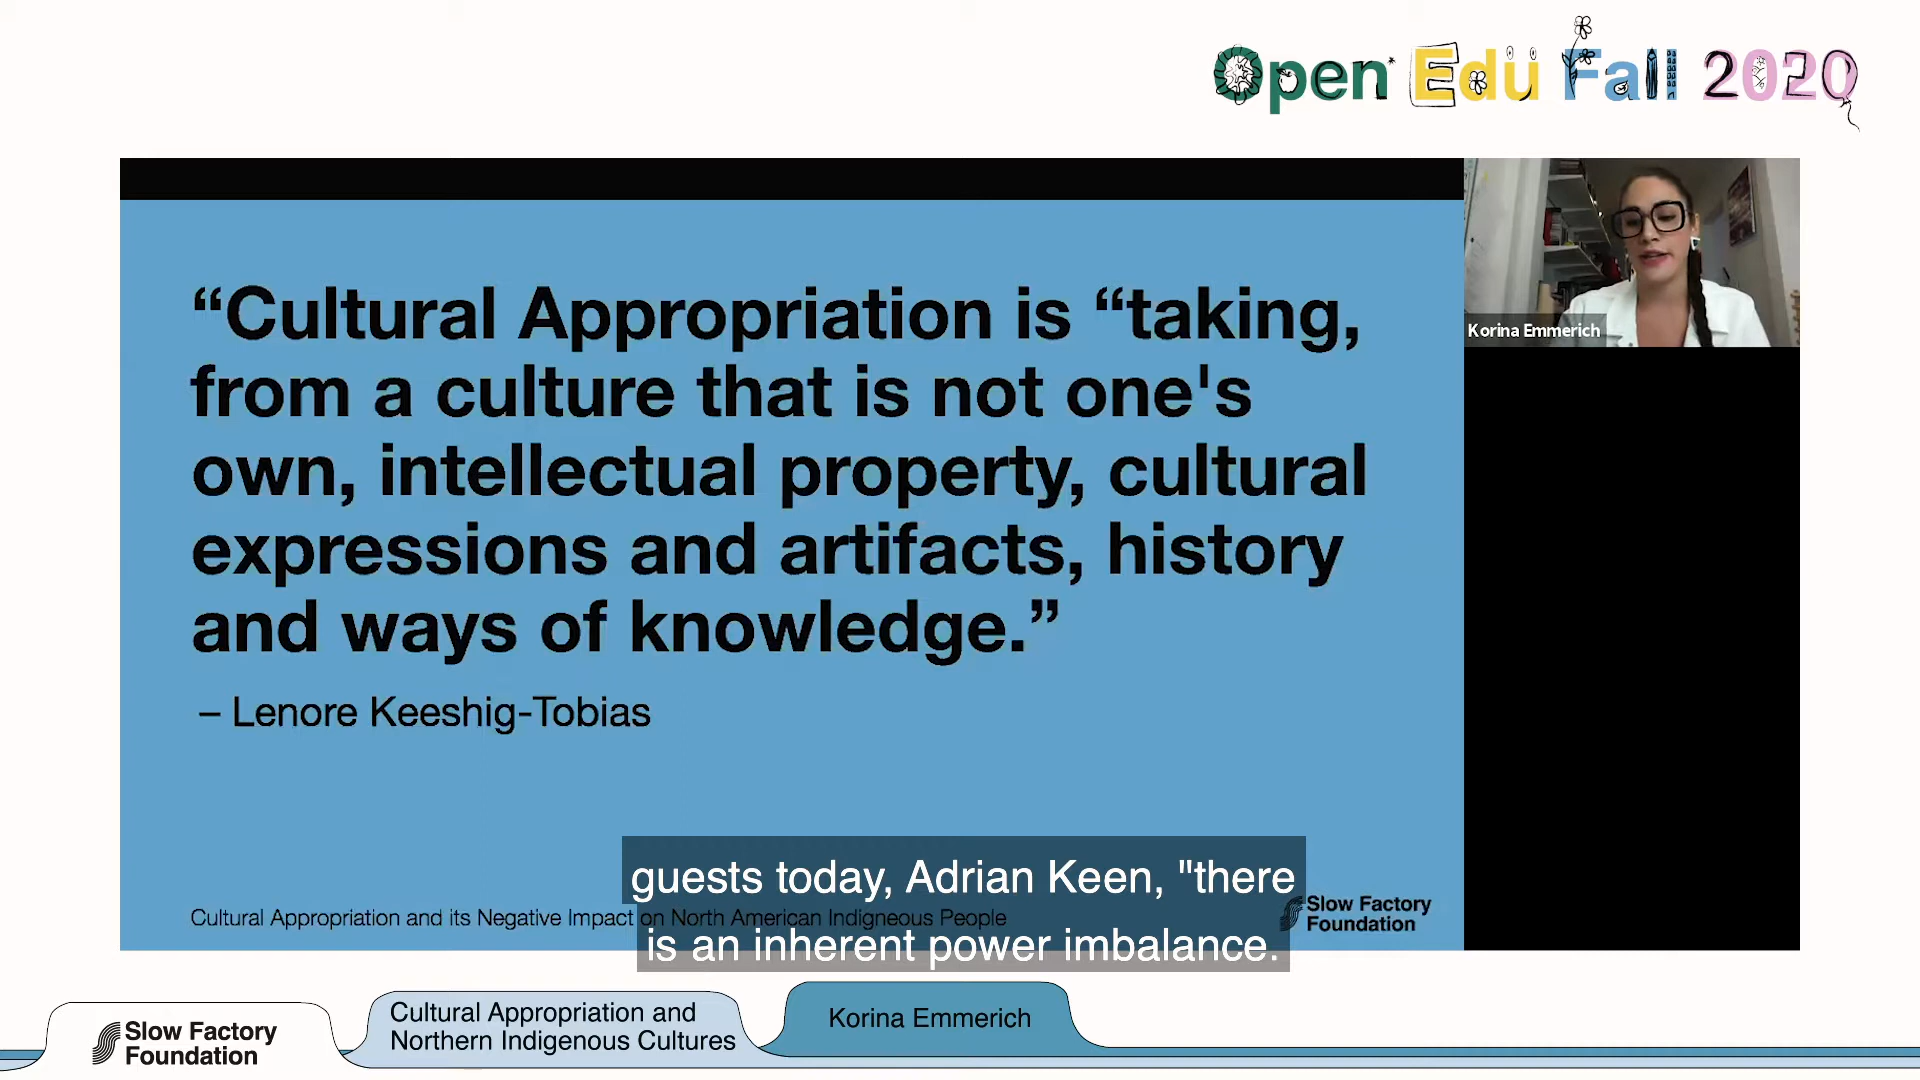 Open Edu Fall 2020
“Cultural Appropriation is “taking,
from a culture that is not one's
own, intellectual property, cultural
expressions and artifacts, history
and ways of knowledge.”
– Lenore Keeshig-Tobias
Korina Emmerich
guests today, Adrian Keen, "there
is an inherent power imbalance.
Cultural Appropriation and its Negative Impact on North American Indigneous People
Slow Factory
Foundation
Slow Factory
Foundation
Cultural Appropriation and
Northern Indigenous Cultures
Korina Emmerich